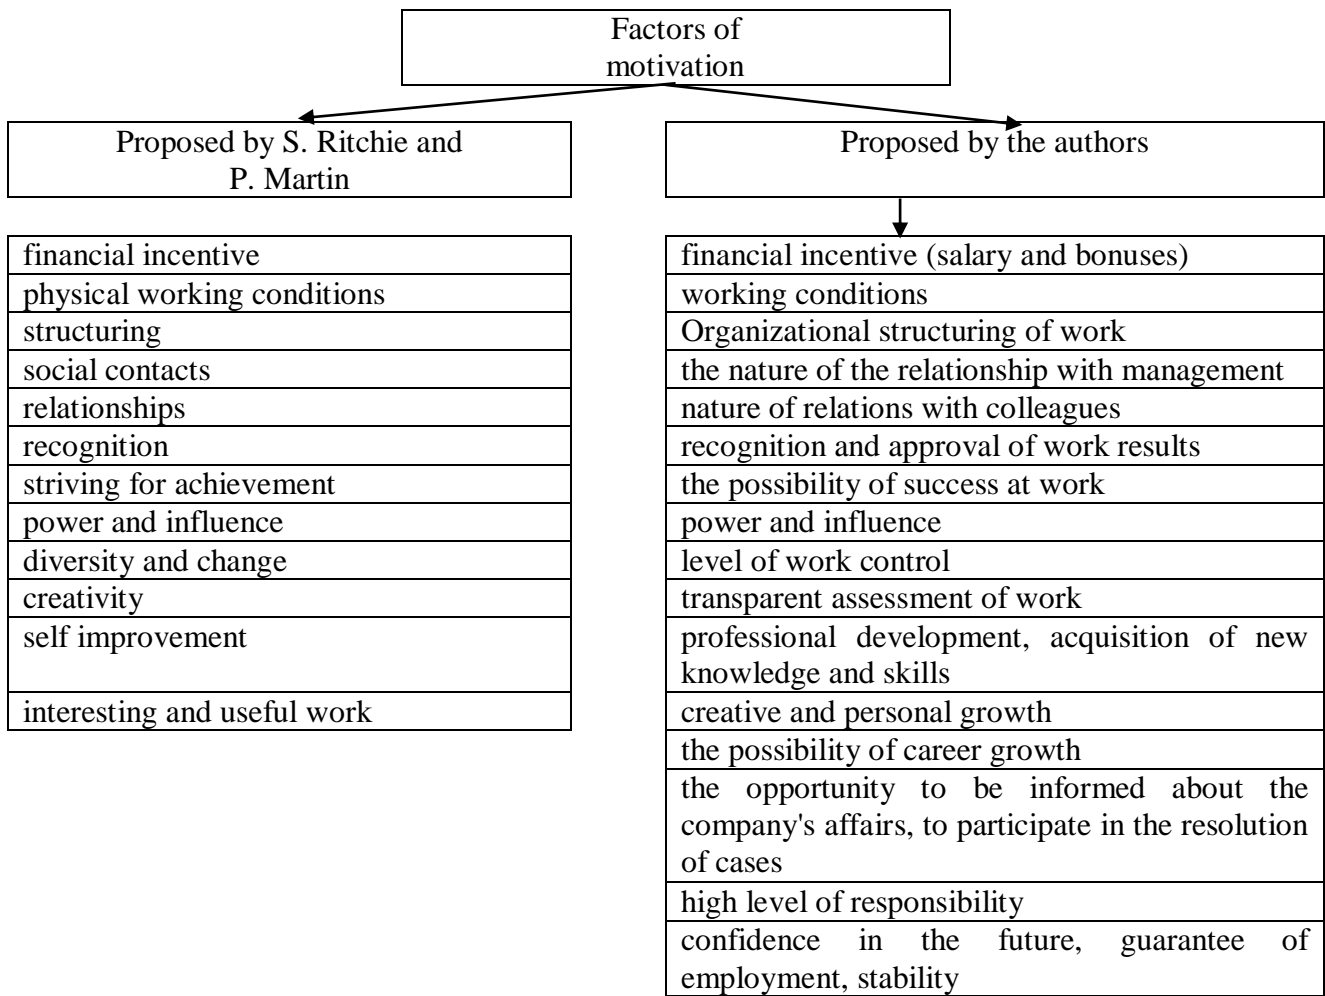 Factors of
motivation
Proposed by S. Ritchie and
P. Martin
Proposed by the authors
financial incentive
physical working conditions
structuring
social contacts
relationships
recognition
striving for achievement
power and influence
diversity and change
creativity
self improvement
interesting and useful work
financial incentive (salary and bonuses)
working conditions
Organizational structuring of work
the nature of the relationship with management
nature of relations with colleagues
recognition and approval of work results
the possibility of success at work
power and influence
level of work control
transparent assessment of work
professional development, acquisition of new
knowledge and skills
creative and personal growth
the possibility of career growth
the opportunity to be informed about the
company's affairs, to participate in the resolution
of cases
high level of responsibility
confidence in the future, guarantee of
employment, stability